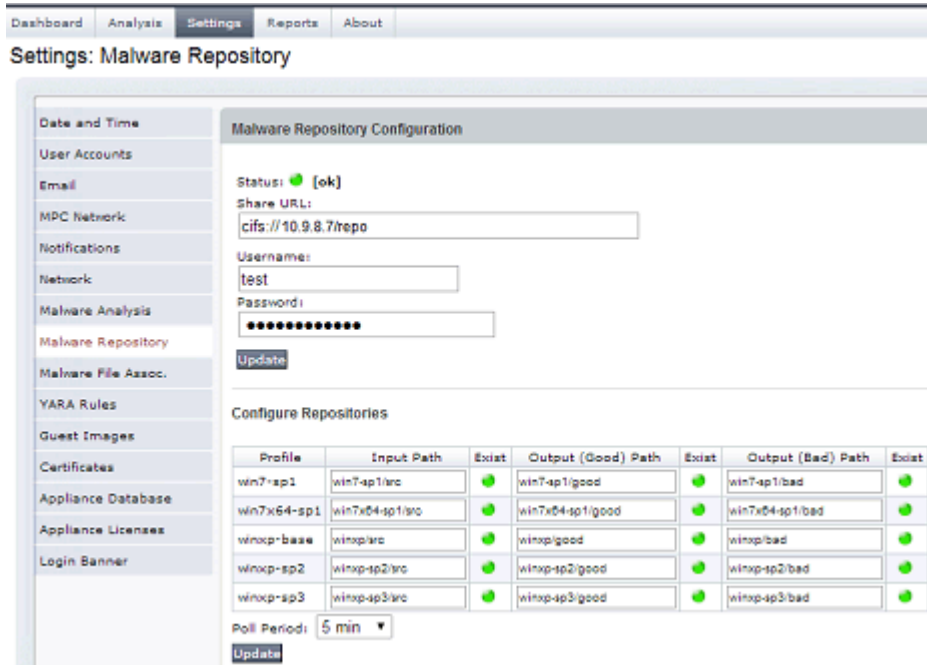 Dashboard Analysis Settings Reports About
Settings: Malware Repository
Date and Time
User Accounts
Email
MPC Network
Notifications
Network
Malware Analysis
Malware Repository
Malware File Assoc.
YARA Rules
Guest Images
Certificates
Appliance Database
Appliance Licenses
Login Banner
Malware Repository Configuration
Status: [ok]
Share URL:
cifs://10.9.8.7/repo
Username:
test
Password:
●●●●●●●●●●●●
Update
Configure Repositories
Profile Input Path Exist Output (Good) Path Exist Output (Bad) Path Exist
win7-sp1 win7-sp1/src win7-sp1/good win7-sp1/bad
win7x64-sp1 win7x64-sp1/src win7x64-sp1/good win7x64-sp1/bad
winxp-base winxp/src winxp/good winxp/bad
winxp-sp2 winxp-sp2/src winxp-sp2/good winxp-sp2/bad
winxp-sp3 winxp-sp3/src winxp-sp3/good winxp-sp3/bad
Poll Period: 5 min
Update